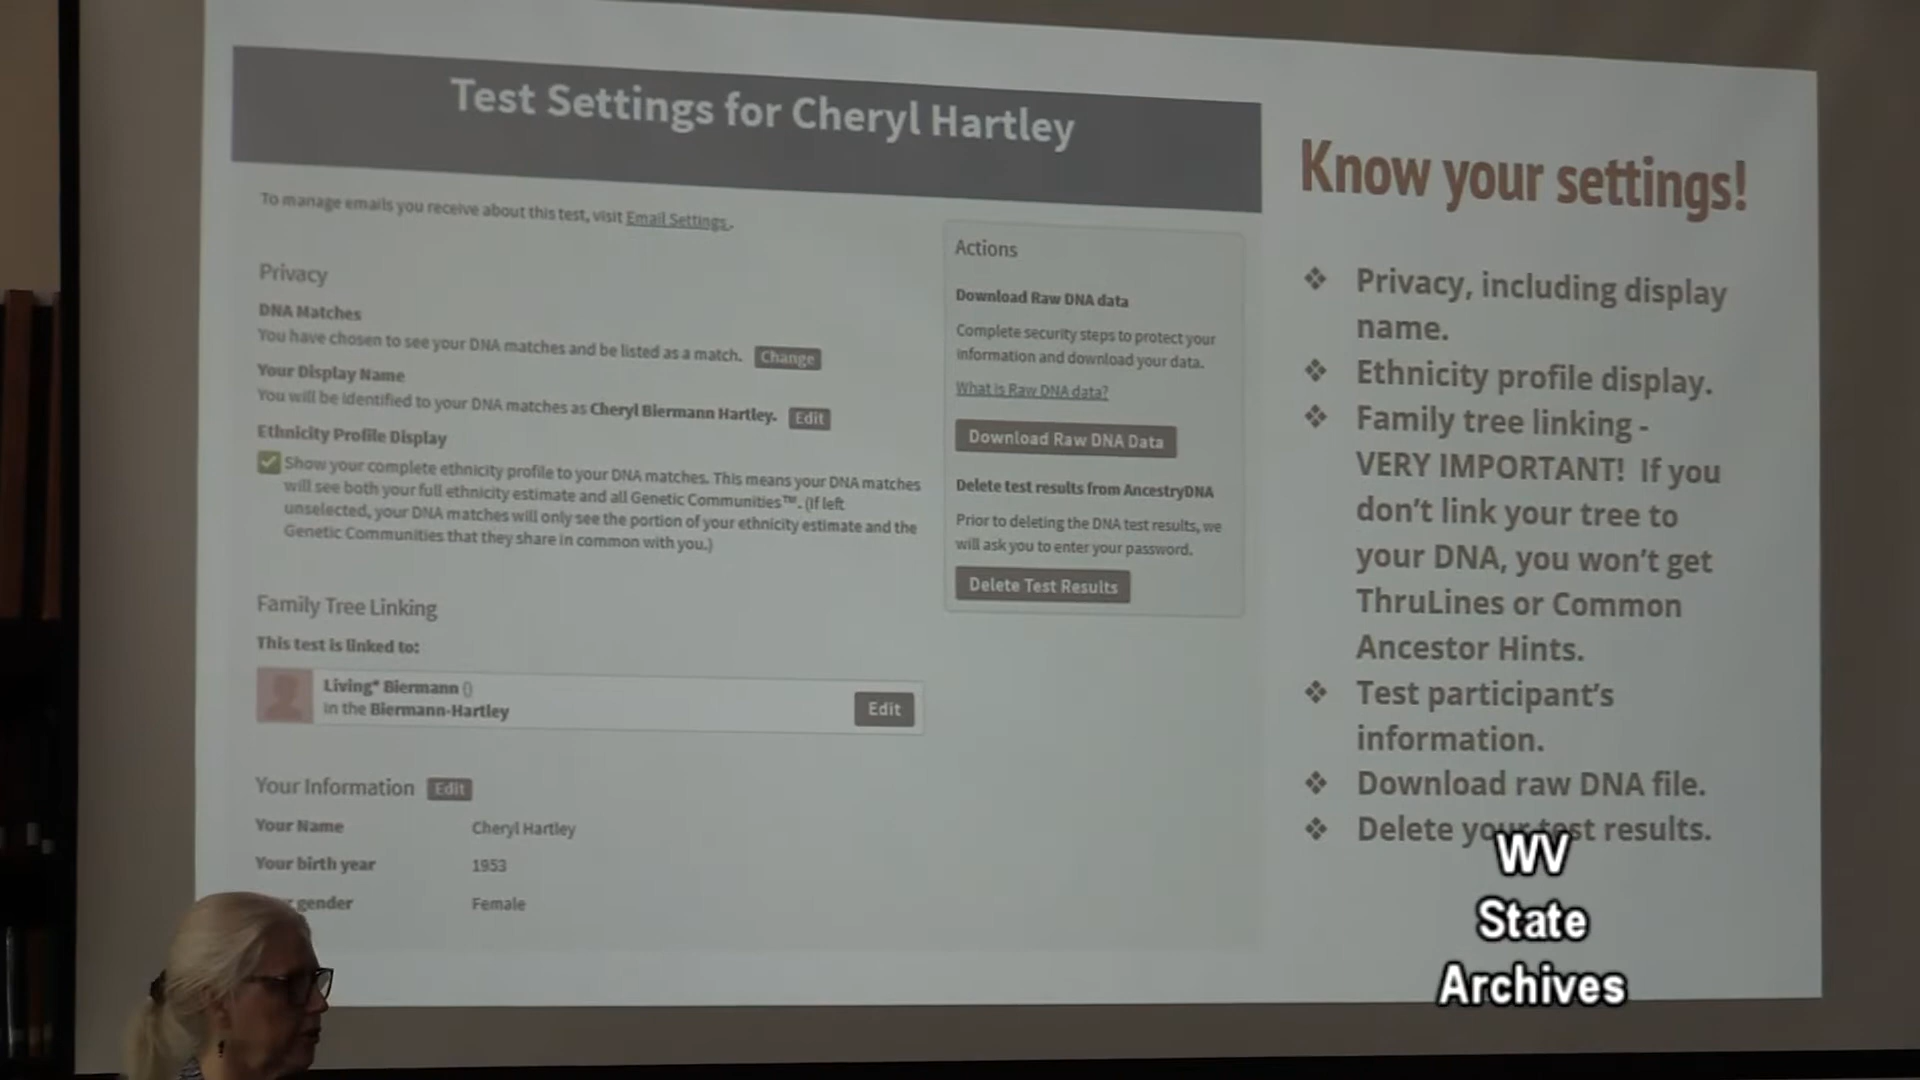 Test Settings for Cheryl Hartley
To manage emails you receive about this test, visit Email Settings.
Privacy
DNA Matches
You have chosen to see your DNA matches and be listed as a match. Change
Your Display Name
You will be identified to your DNA matches as Cheryl Biermann Hartley. Edit
Ethnicity Profile Display
Show your complete ethnicity profile to your DNA matches. This means your DNA matches
will see both your full ethnicity estimate and all Genetic Communities™. (If left
unselected, your DNA matches will only see the portion of your ethnicity estimate and the
Genetic Communities that they share in common with you.)
Family Tree Linking
This test is linked to:
Living* Biermann ()
in the Biermann-Hartley
Edit
Your Information Edit
Your Name Cheryl Hartley
Your birth year 1953
gender Female
Actions
Download Raw DNA data
Complete security steps to protect your
information and download your data.
What is Raw DNA data?
Download Raw DNA Data
Delete test results from AncestryDNA
Prior to deleting the DNA test results, we
will ask you to enter your password.
Delete Test Results
Know your settings!
❖ Privacy, including display
name.
❖ Ethnicity profile display.
❖ Family tree linking -
VERY IMPORTANT! If you
don't link your tree to
your DNA, you won't get
ThruLines or Common
Ancestor Hints.
❖ Test participant's
information.
❖ Download raw DNA file.
❖ Delete your test results.
WV
State
Archives